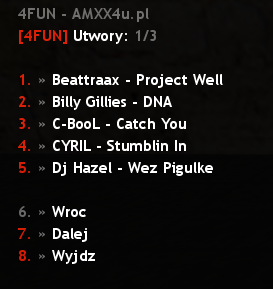 4FUN - AMXX4u.pl
[4FUN] Utwory: 1/3
1. » Beattraax - Project Well
2. » Billy Gillies - DNA
3. » C-BooL - Catch You
4. » CYRIL - Stumblin In
5. » Dj Hazel - Wez Pigulke
6. » Wroc
7. » Dalej
8. » Wyjdz